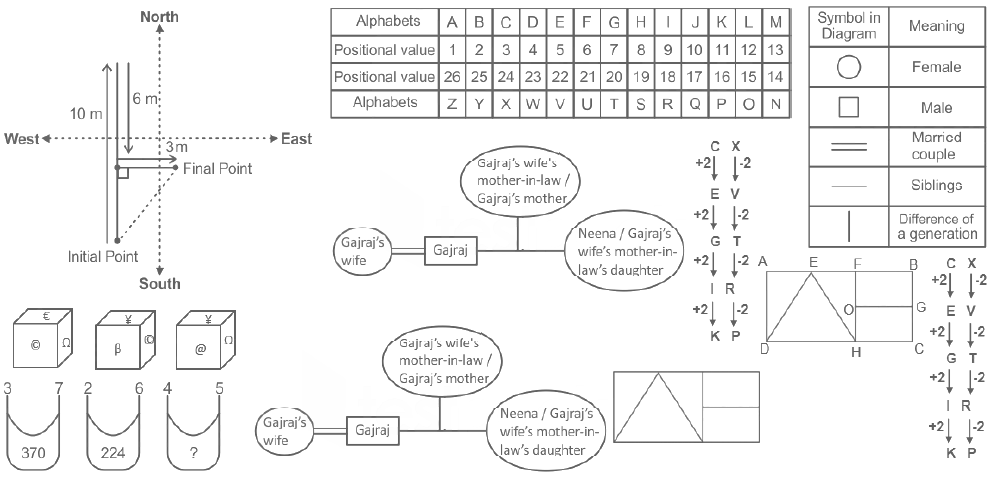 North
10 m
6 m
West
East
3 m
Final Point
Initial Point
South
Alphabets A B C D E F G H I J K L M
Positional value 1 2 3 4 5 6 7 8 9 10 11 12 13
Positional value 26 25 24 23 22 21 20 19 18 17 16 15 14
Alphabets Z Y X W V U T S R Q P O N
Symbol in
Diagram
Meaning
Female
Male
Married
couple
Siblings
Difference of
a generation
Gajraj's wife's
mother-in-law /
Gajraj's mother
Gajraj's
wife
Gajraj
Neena / Gajraj's
wife's mother-in-
law's daughter
C X
+2 -2
E V
+2 -2
G T
+2 -2
I R
+2 -2
K P
A E F B
O G
D H C
C X
+2 -2
E V
+2 -2
G T
+2 -2
I R
+2 -2
K P
€
© Ω
¥
β ©
¥
@ Ω
3 7
370
2 6
224
4 5
?
Gajraj's wife's
mother-in-law /
Gajraj's mother
Gajraj's
wife
Gajraj
Neena / Gajraj's
wife's mother-in-
law's daughter